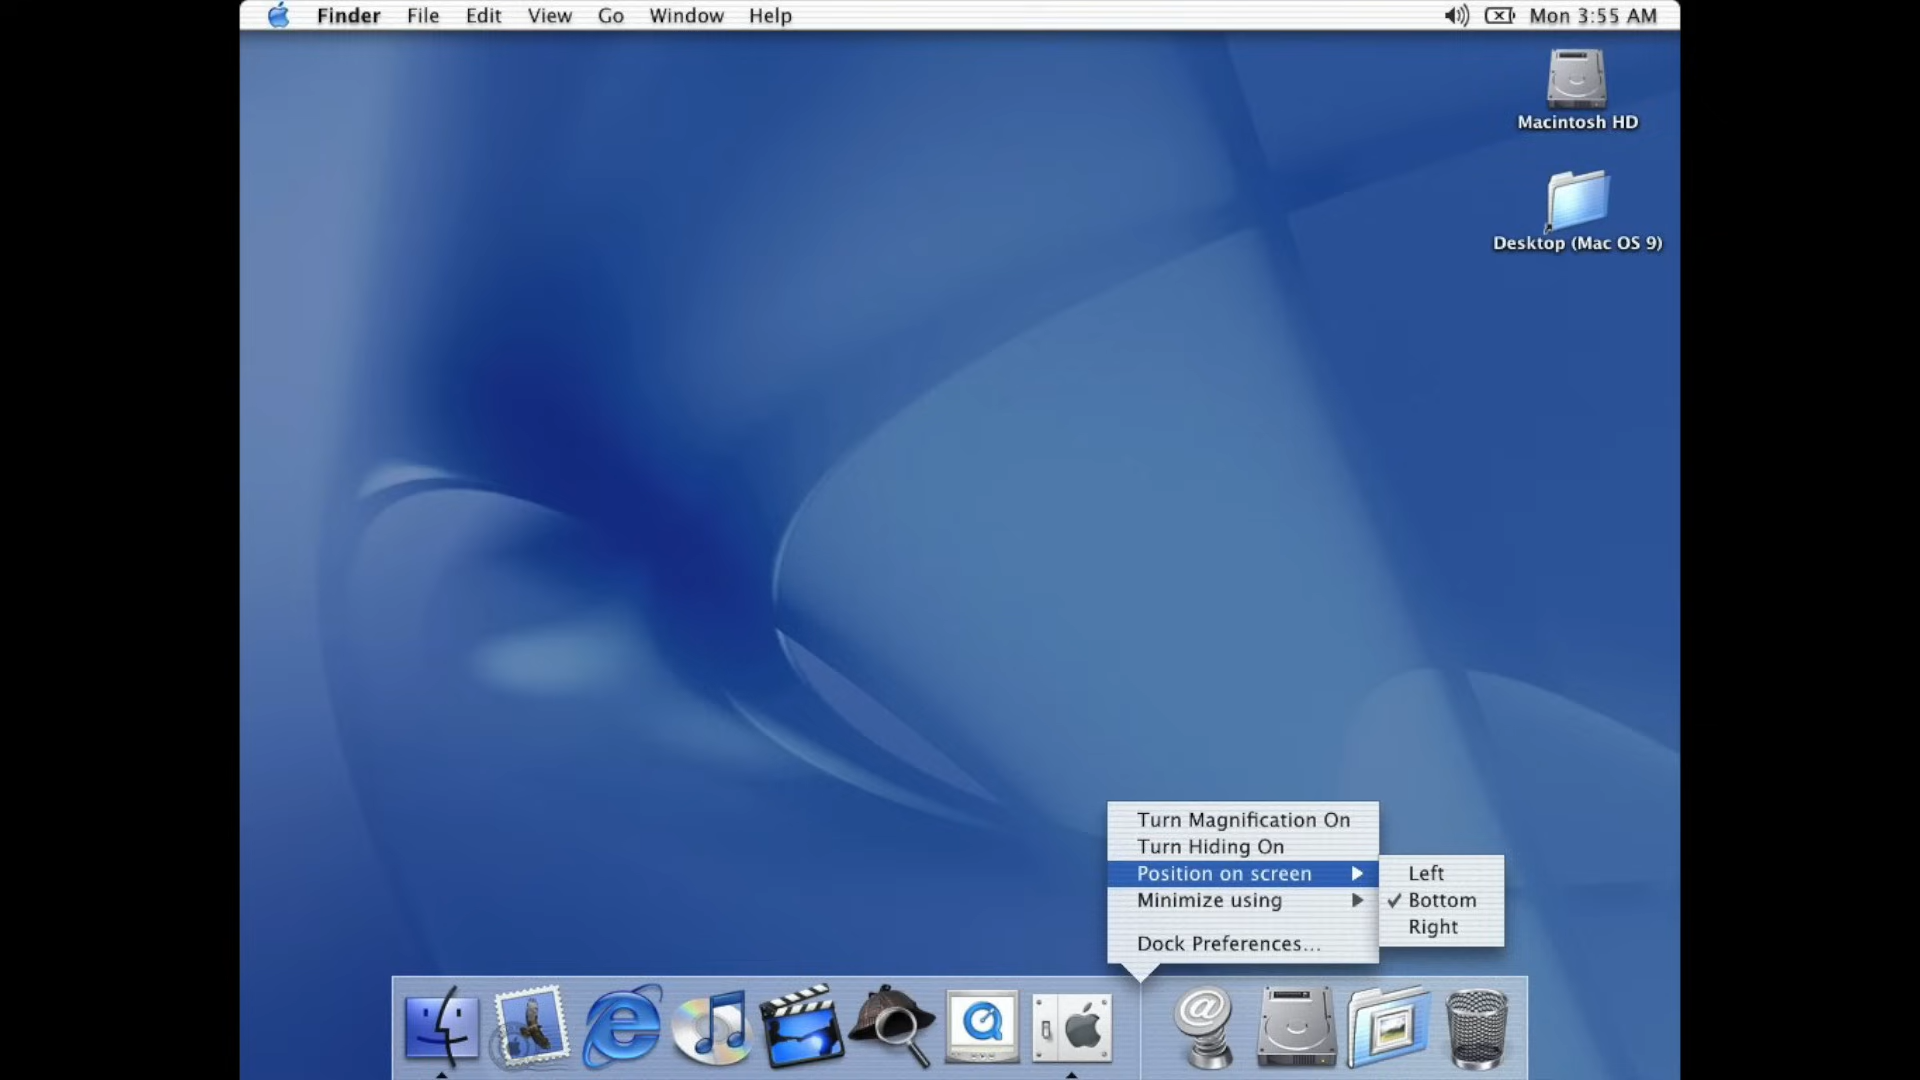 Finder File Edit View Go Window Help Mon 3:55 AM
Macintosh HD
Desktop (Mac OS 9)
Turn Magnification On
Turn Hiding On
Position on screen
Minimize using
Dock Preferences...
Left
Bottom
Right
@